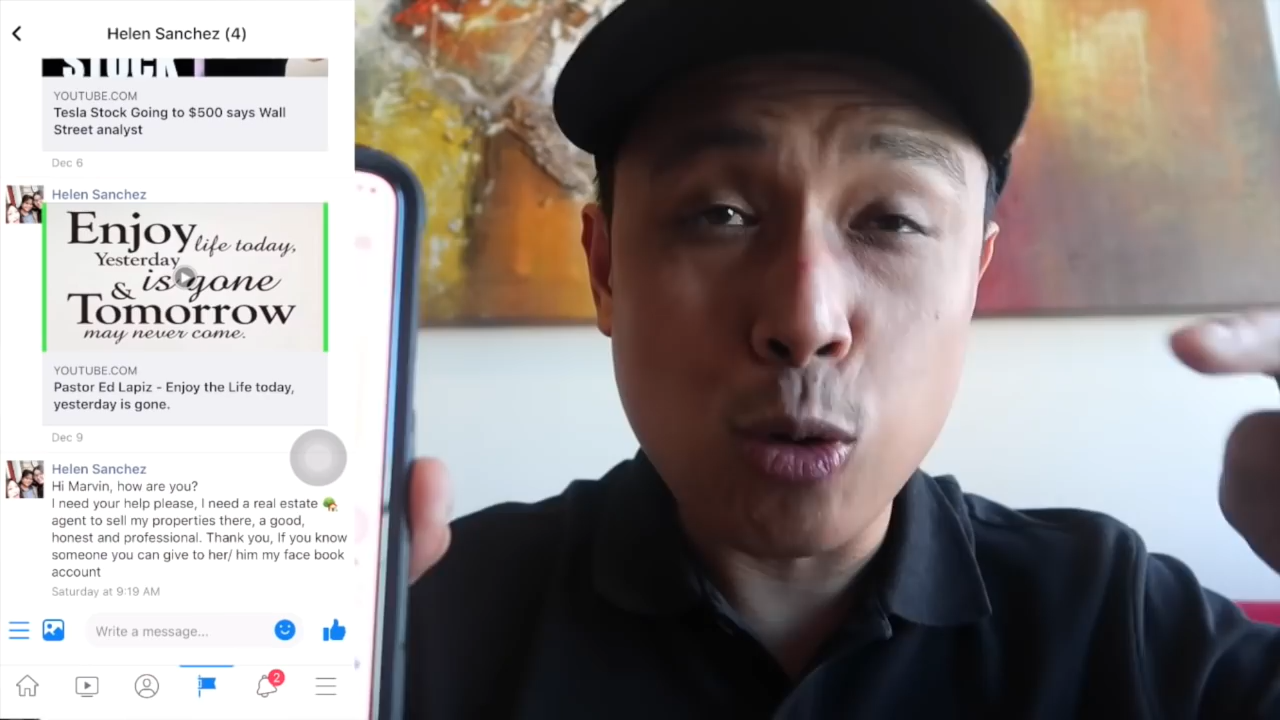 Helen Sanchez (4)
STOCK
YOUTUBE.COM
Tesla Stock Going to $500 says Wall
Street analyst
Dec 6
Helen Sanchez
Enjoy life today,
Yesterday
is gone
&
Tomorrow
may never come.
YOUTUBE.COM
Pastor Ed Lapiz - Enjoy the Life today,
yesterday is gone.
Dec 9
Helen Sanchez
Hi Marvin, how are you?
I need your help please, I need a real estate
agent to sell my properties there, a good,
honest and professional. Thank you, If you know
someone you can give to her/ him my face book
account
Saturday at 9:19 AM
Write a message...
2